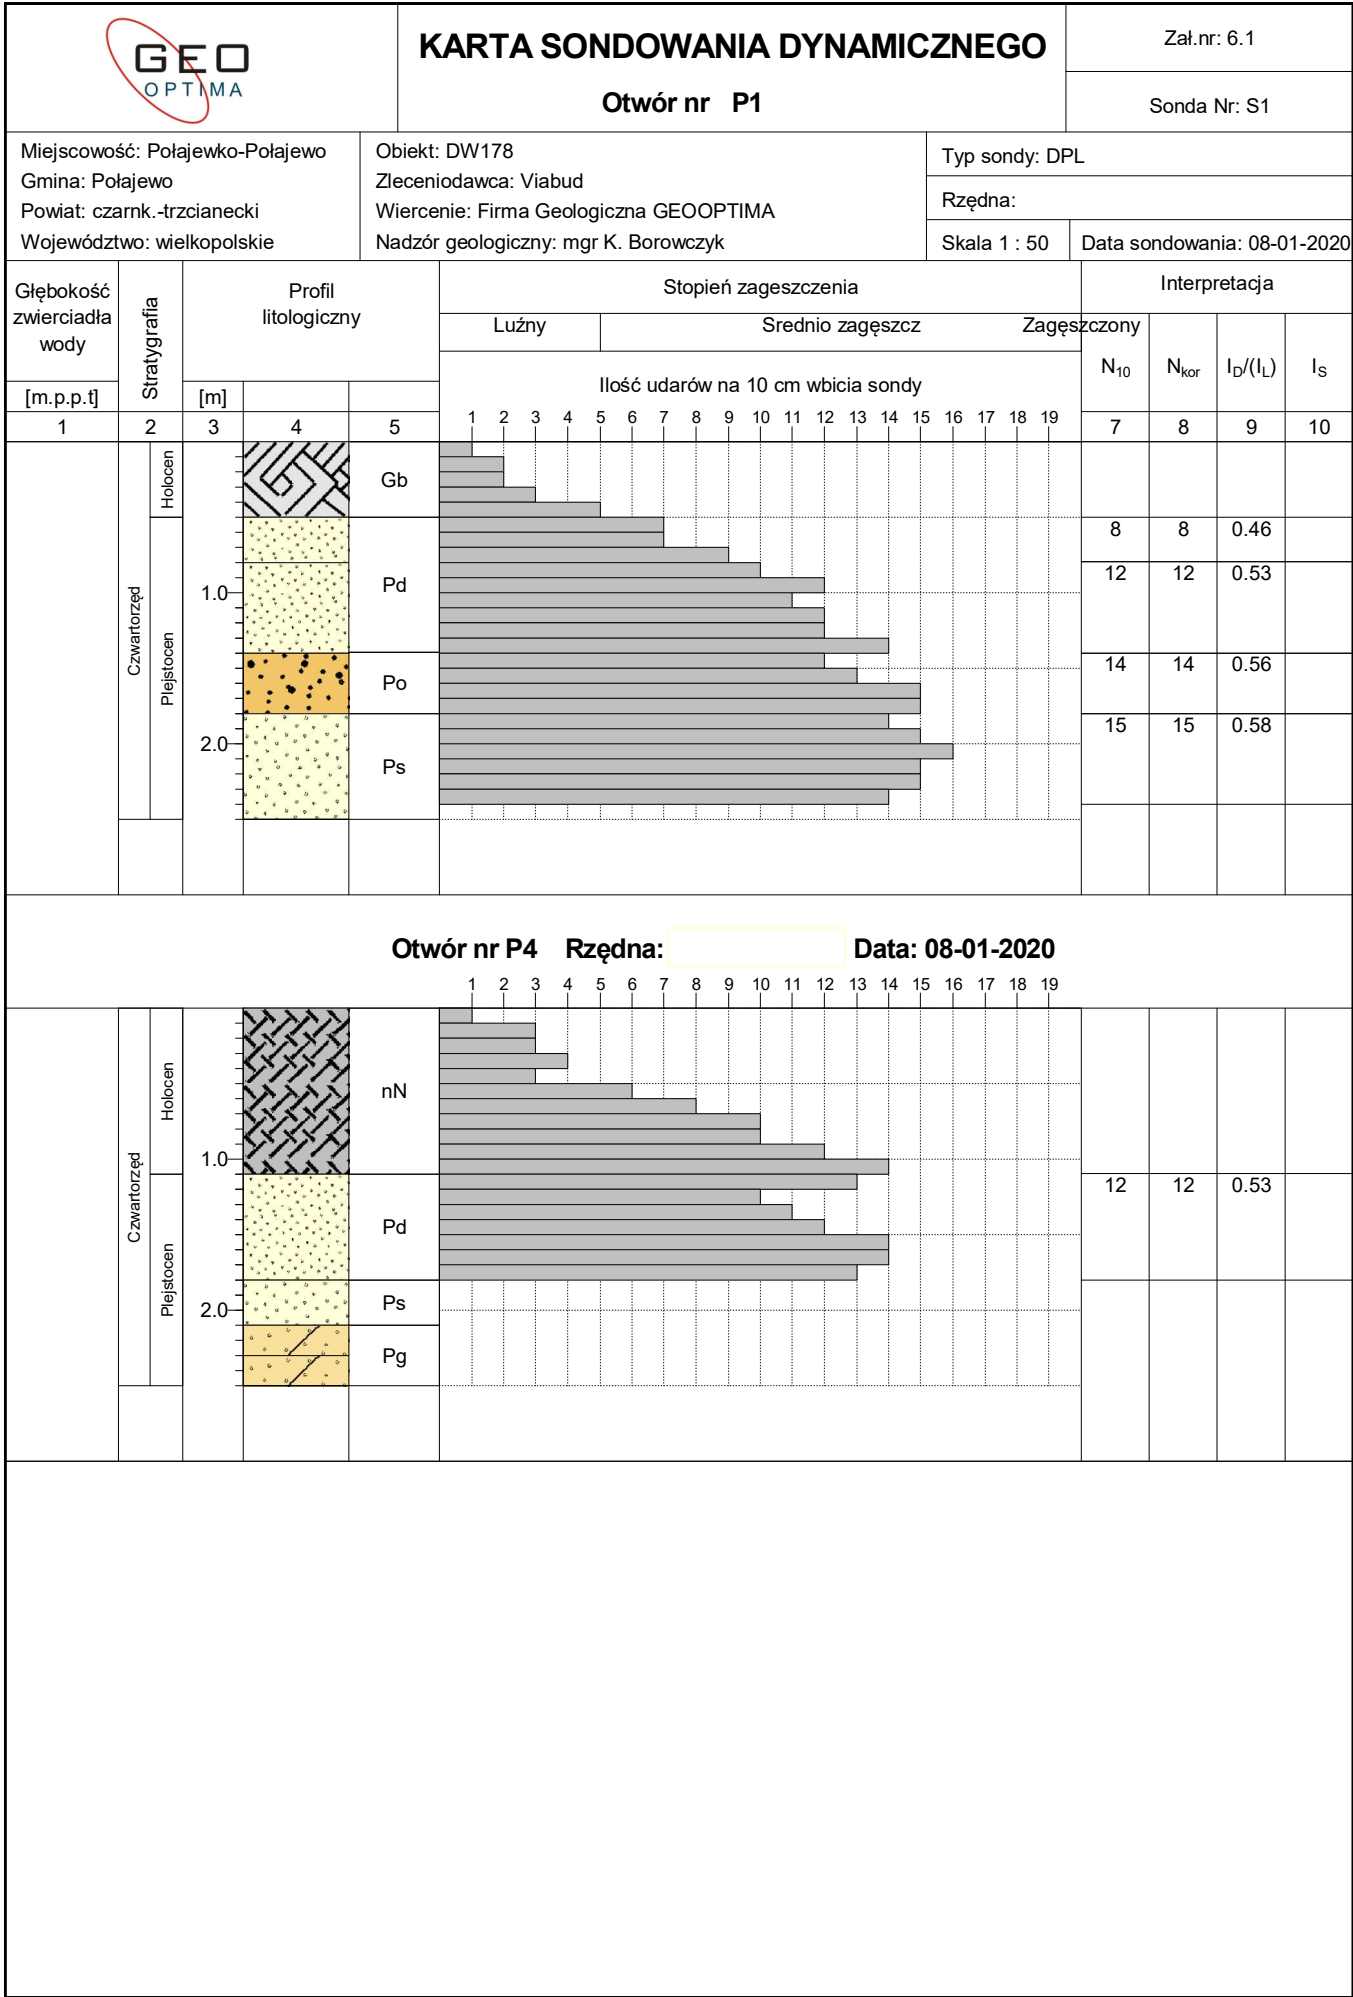 GEO
OPTIMA
KARTA SONDOWANIA DYNAMICZNEGO
Otwór nr P1
Zał.nr: 6.1
Sonda Nr: S1
Miejscowość: Połajewko-Połajewo
Gmina: Połajewo
Powiat: czarnk.-trzcianecki
Województwo: wielkopolskie
Obiekt: DW178
Zleceniodawca: Viabud
Wiercenie: Firma Geologiczna GEOOPTIMA
Nadzór geologiczny: mgr K. Borowczyk
Typ sondy: DPL
Rzędna:
Skala 1 : 50
Data sondowania: 08-01-2020
Głębokość
zwierciadła
wody
[m.p.p.t]
Stratygrafia
Profil
litologiczny
[m]
Stopień zageszczenia
Luźny
Srednio zagęszcz
Zagęszczony
Ilość udarów na 10 cm wbicia sondy
Interpretacja
N10
Nkor
ID/(IL)
IS
1 2 3 4 5 6 7 8 9 10 11 12 13 14 15 16 17 18 19
1 2 3 4 5 7 8 9 10
Czwartorzęd
Holocen
Plejstocen
1.0
2.0
Gb
Pd
Po
Ps
8 8 0.46
12 12 0.53
14 14 0.56
15 15 0.58
Otwór nr P4 Rzędna: Data: 08-01-2020
1 2 3 4 5 6 7 8 9 10 11 12 13 14 15 16 17 18 19
Czwartorzęd
Holocen
Plejstocen
1.0
2.0
nN
Pd
Ps
Pg
12 12 0.53